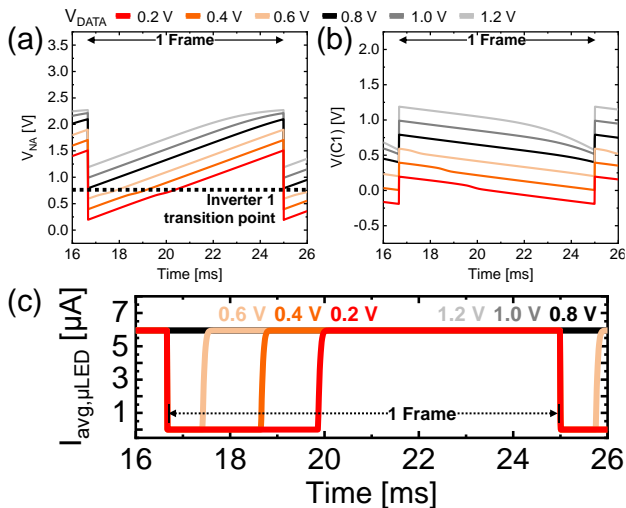 V_DATA 0.2 V 0.4 V 0.6 V 0.8 V 1.0 V 1.2 V
(a)
1 Frame
3.5
3.0
2.5
2.0
1.5
1.0
0.5
0.0
V_NA [V]
Inverter 1
transition point
16 18 20 22 24 26
Time [ms]
(b)
1 Frame
2.0
1.5
1.0
0.5
0.0
-0.5
V(C1) [V]
16 18 20 22 24 26
Time [ms]
(c)
7
5
3
1
I_avg,μLED [μA]
0.6 V 0.4 V 0.2 V 1.2 V 1.0 V 0.8 V
1 Frame
16 18 20 22 24 26
Time [ms]